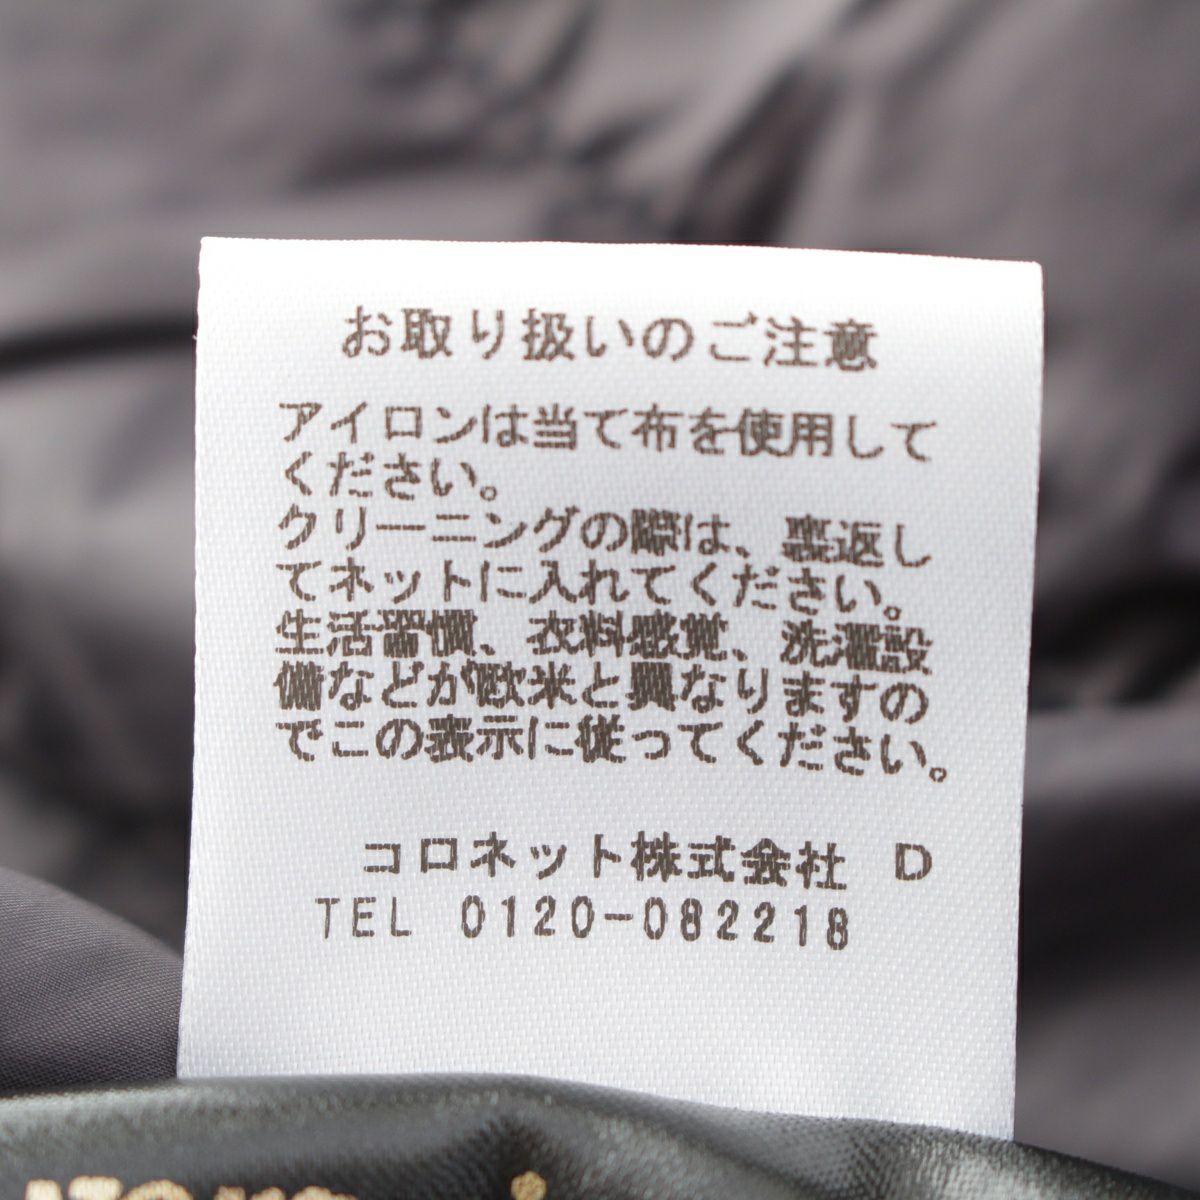 お取り扱いのご注意
アイロンは当て布を使用して
ください。
クリーニングの際は、裏返し
てネットに入れてください。
生活習慣、衣料感覚、洗濯設
備などが欧米と異なりますの
でこの表示に従ってください。
コロネット株式会社 D
TEL 0120-082218